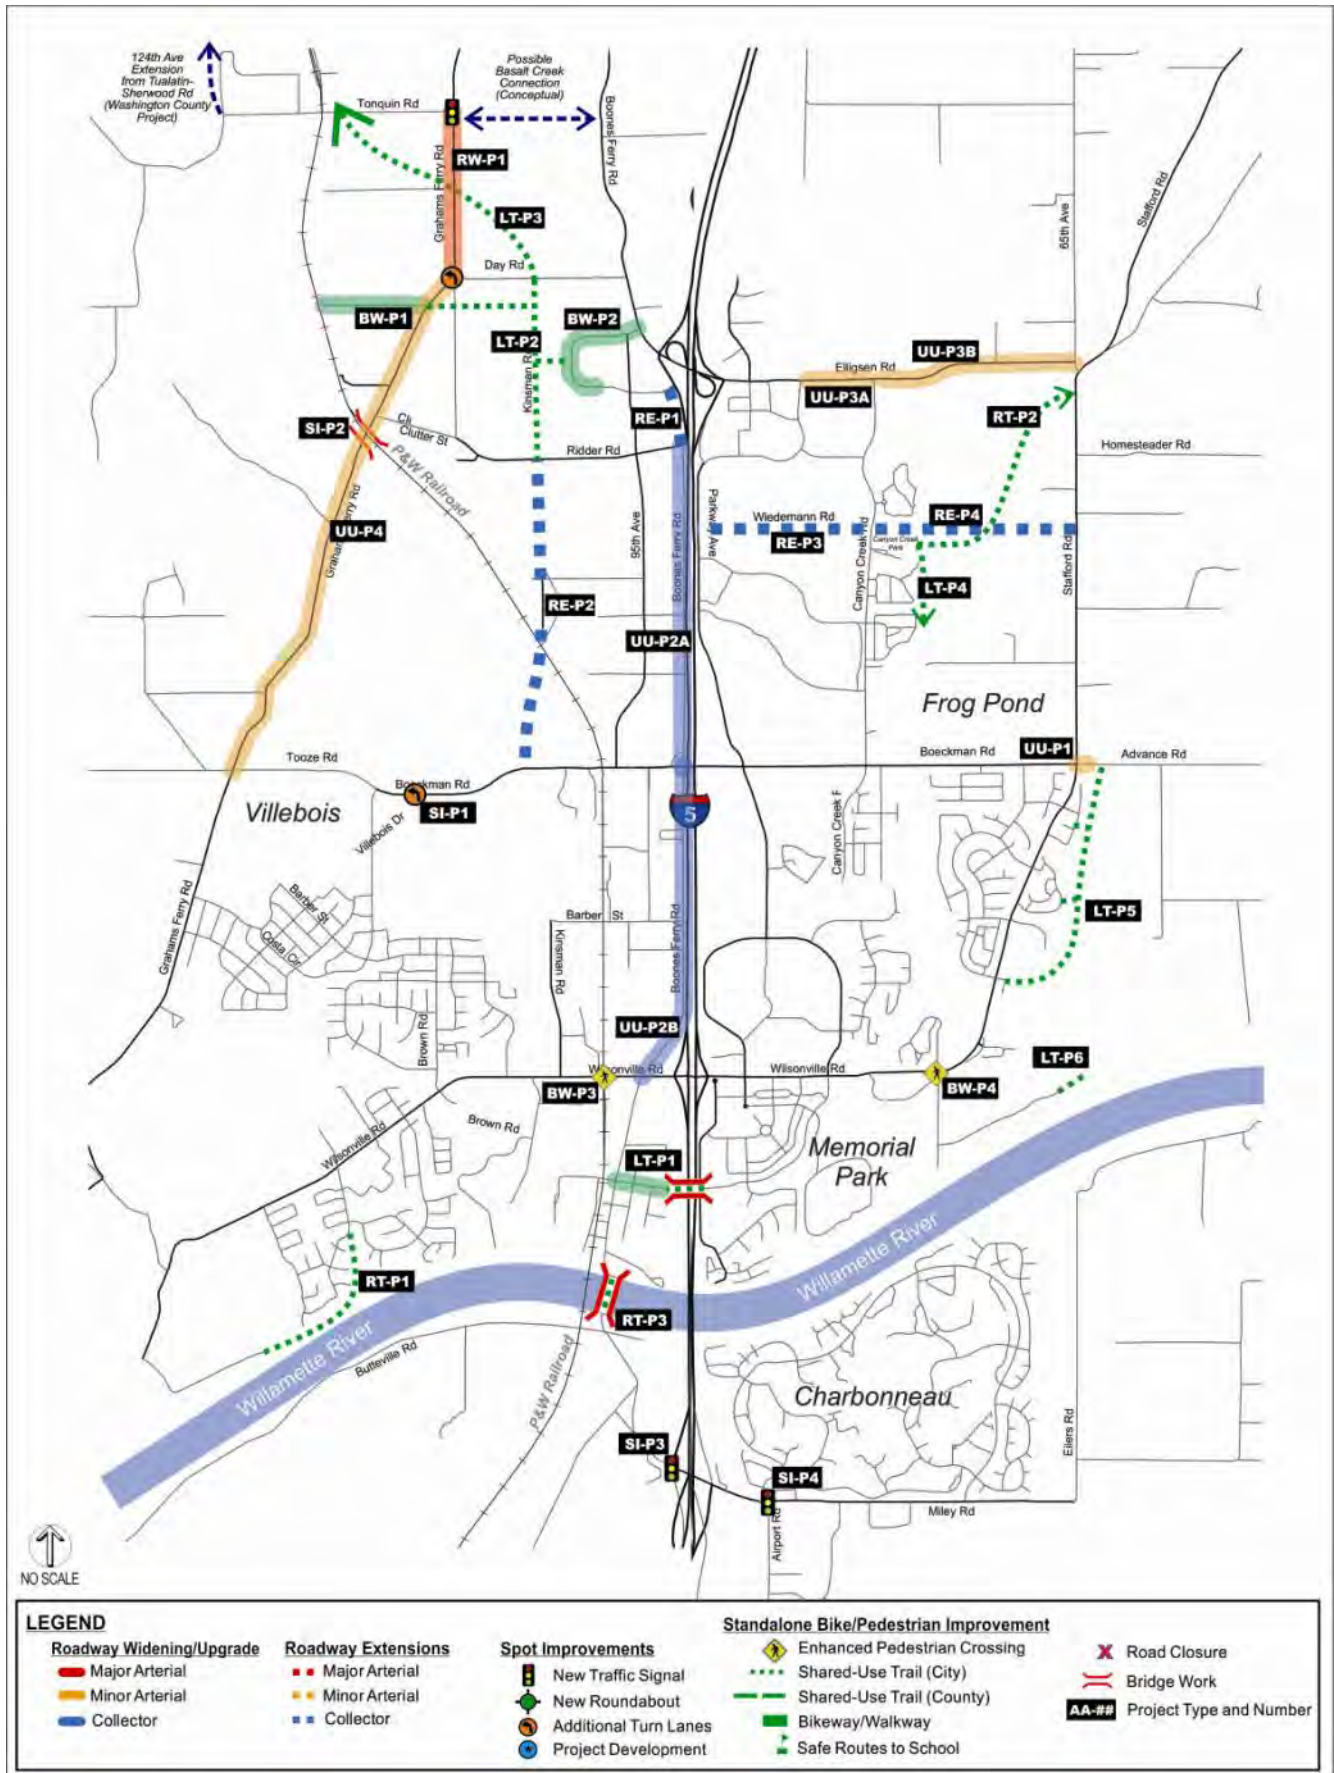 124th Ave
Extension
from Tualatin-
Sherwood Rd
(Washington County
Project)
Possible
Basalt Creek
Connection
(Conceptual)
Tonquin Rd
Boones Ferry Rd
RW-P1
Grahams Ferry Rd
LT-P3
Stafford Rd
65th Ave
Day Rd
BW-P1
BW-P2
LT-P2
UU-P3B
Elligsen Rd
UU-P3A
Kinsman R
RE-P1
RT-P2
SI-P2
Clutter St
Ridder Rd
Homesteader Rd
P&W Railroad
Parkway Ave
Wiedemann Rd
RE-P4
RE-P3
Canyon Creek
Park
UU-P4
95th Ave
Boones Ferry Rd
Canyon Creek Rd
Stafford Rd
LT-P4
RE-P2
UU-P2A
Frog Pond
Boeckman Rd
UU-P1
Advance Rd
Tooze Rd
Villebois
SI-P1
Villebois Dr
5
Canyon Creek
Grahams Ferry Rd
Barber St
Costa Cir
Barber St
Kinsman Rd
Boones Ferry Rd
LT-P5
Brown Rd
UU-P2B
Wilsonville Rd
LT-P6
BW-P3
BW-P4
Wilsonville Rd
Brown Rd
Memorial
Park
LT-P1
Willamette River
RT-P1
RT-P3
Willamette River
Butteville Rd
P&W Railroad
Charbonneau
SI-P3
SI-P4
Eilers Rd
Miley Rd
Airport Rd
NO SCALE
LEGEND
Roadway Widening/Upgrade
Major Arterial
Minor Arterial
Collector
Roadway Extensions
Major Arterial
Minor Arterial
Collector
Spot Improvements
New Traffic Signal
New Roundabout
Additional Turn Lanes
Project Development
Standalone Bike/Pedestrian Improvement
Enhanced Pedestrian Crossing
Shared-Use Trail (City)
Shared-Use Trail (County)
Bikeway/Walkway
Safe Routes to School
Road Closure
Bridge Work
AA-## Project Type and Number